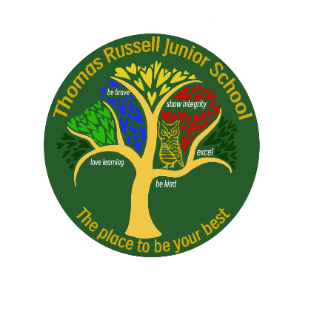 Thomas Russell Junior School
be brave
show integrity
love learning
excel
be kind
The place to be your best